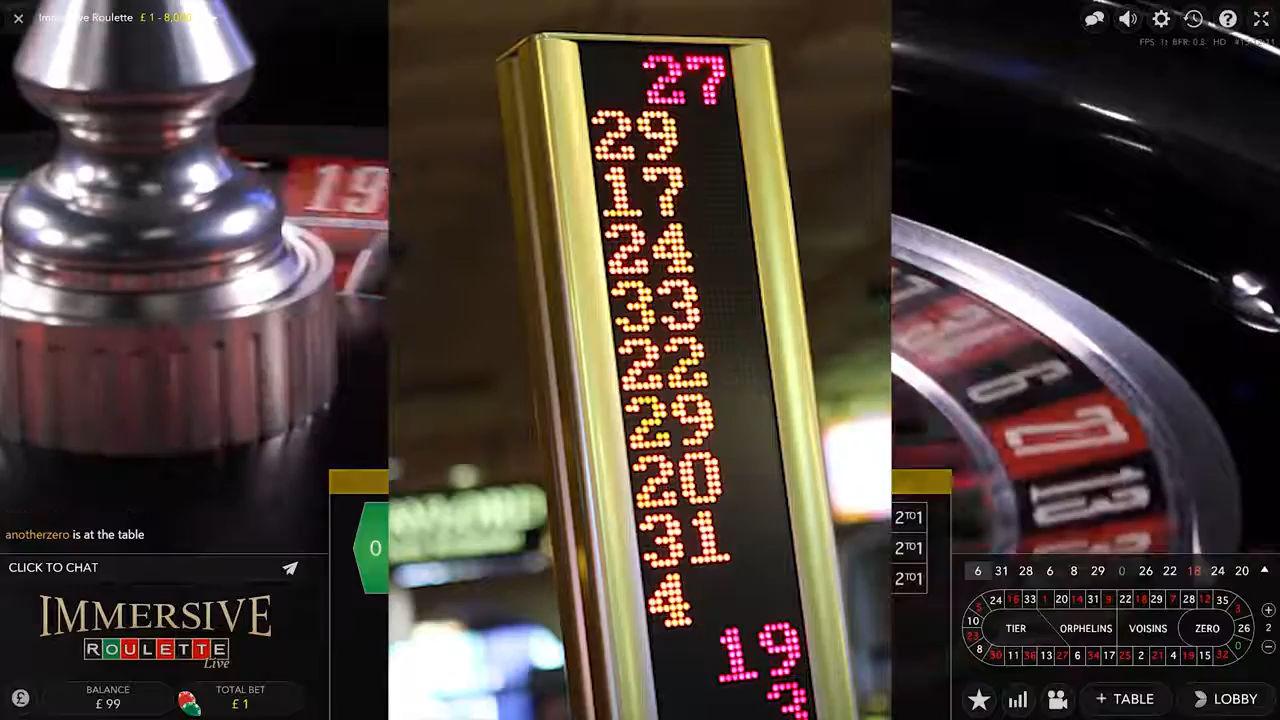 Immersive Roulette £ 1 - 8,000
27
29
17
24
33
22
29
20
31
4
19
19
6
27
13
anotherzero is at the table
CLICK TO CHAT
IMMERSIVE
ROULETTE
Live
BALANCE
£ 99
TOTAL BET
£ 1
0
2TO1
2TO1
2TO1
6 31 28 6 8 29 0 26 22 18 24 20
5 24 16 33 1 20 14 31 9 22 18 29 7 28 12 35 3
10 TIER ORPHELINS VOISINS ZERO 26 2
23
8 30 11 36 13 27 6 34 17 25 2 21 4 19 15 32 0
+ TABLE
LOBBY